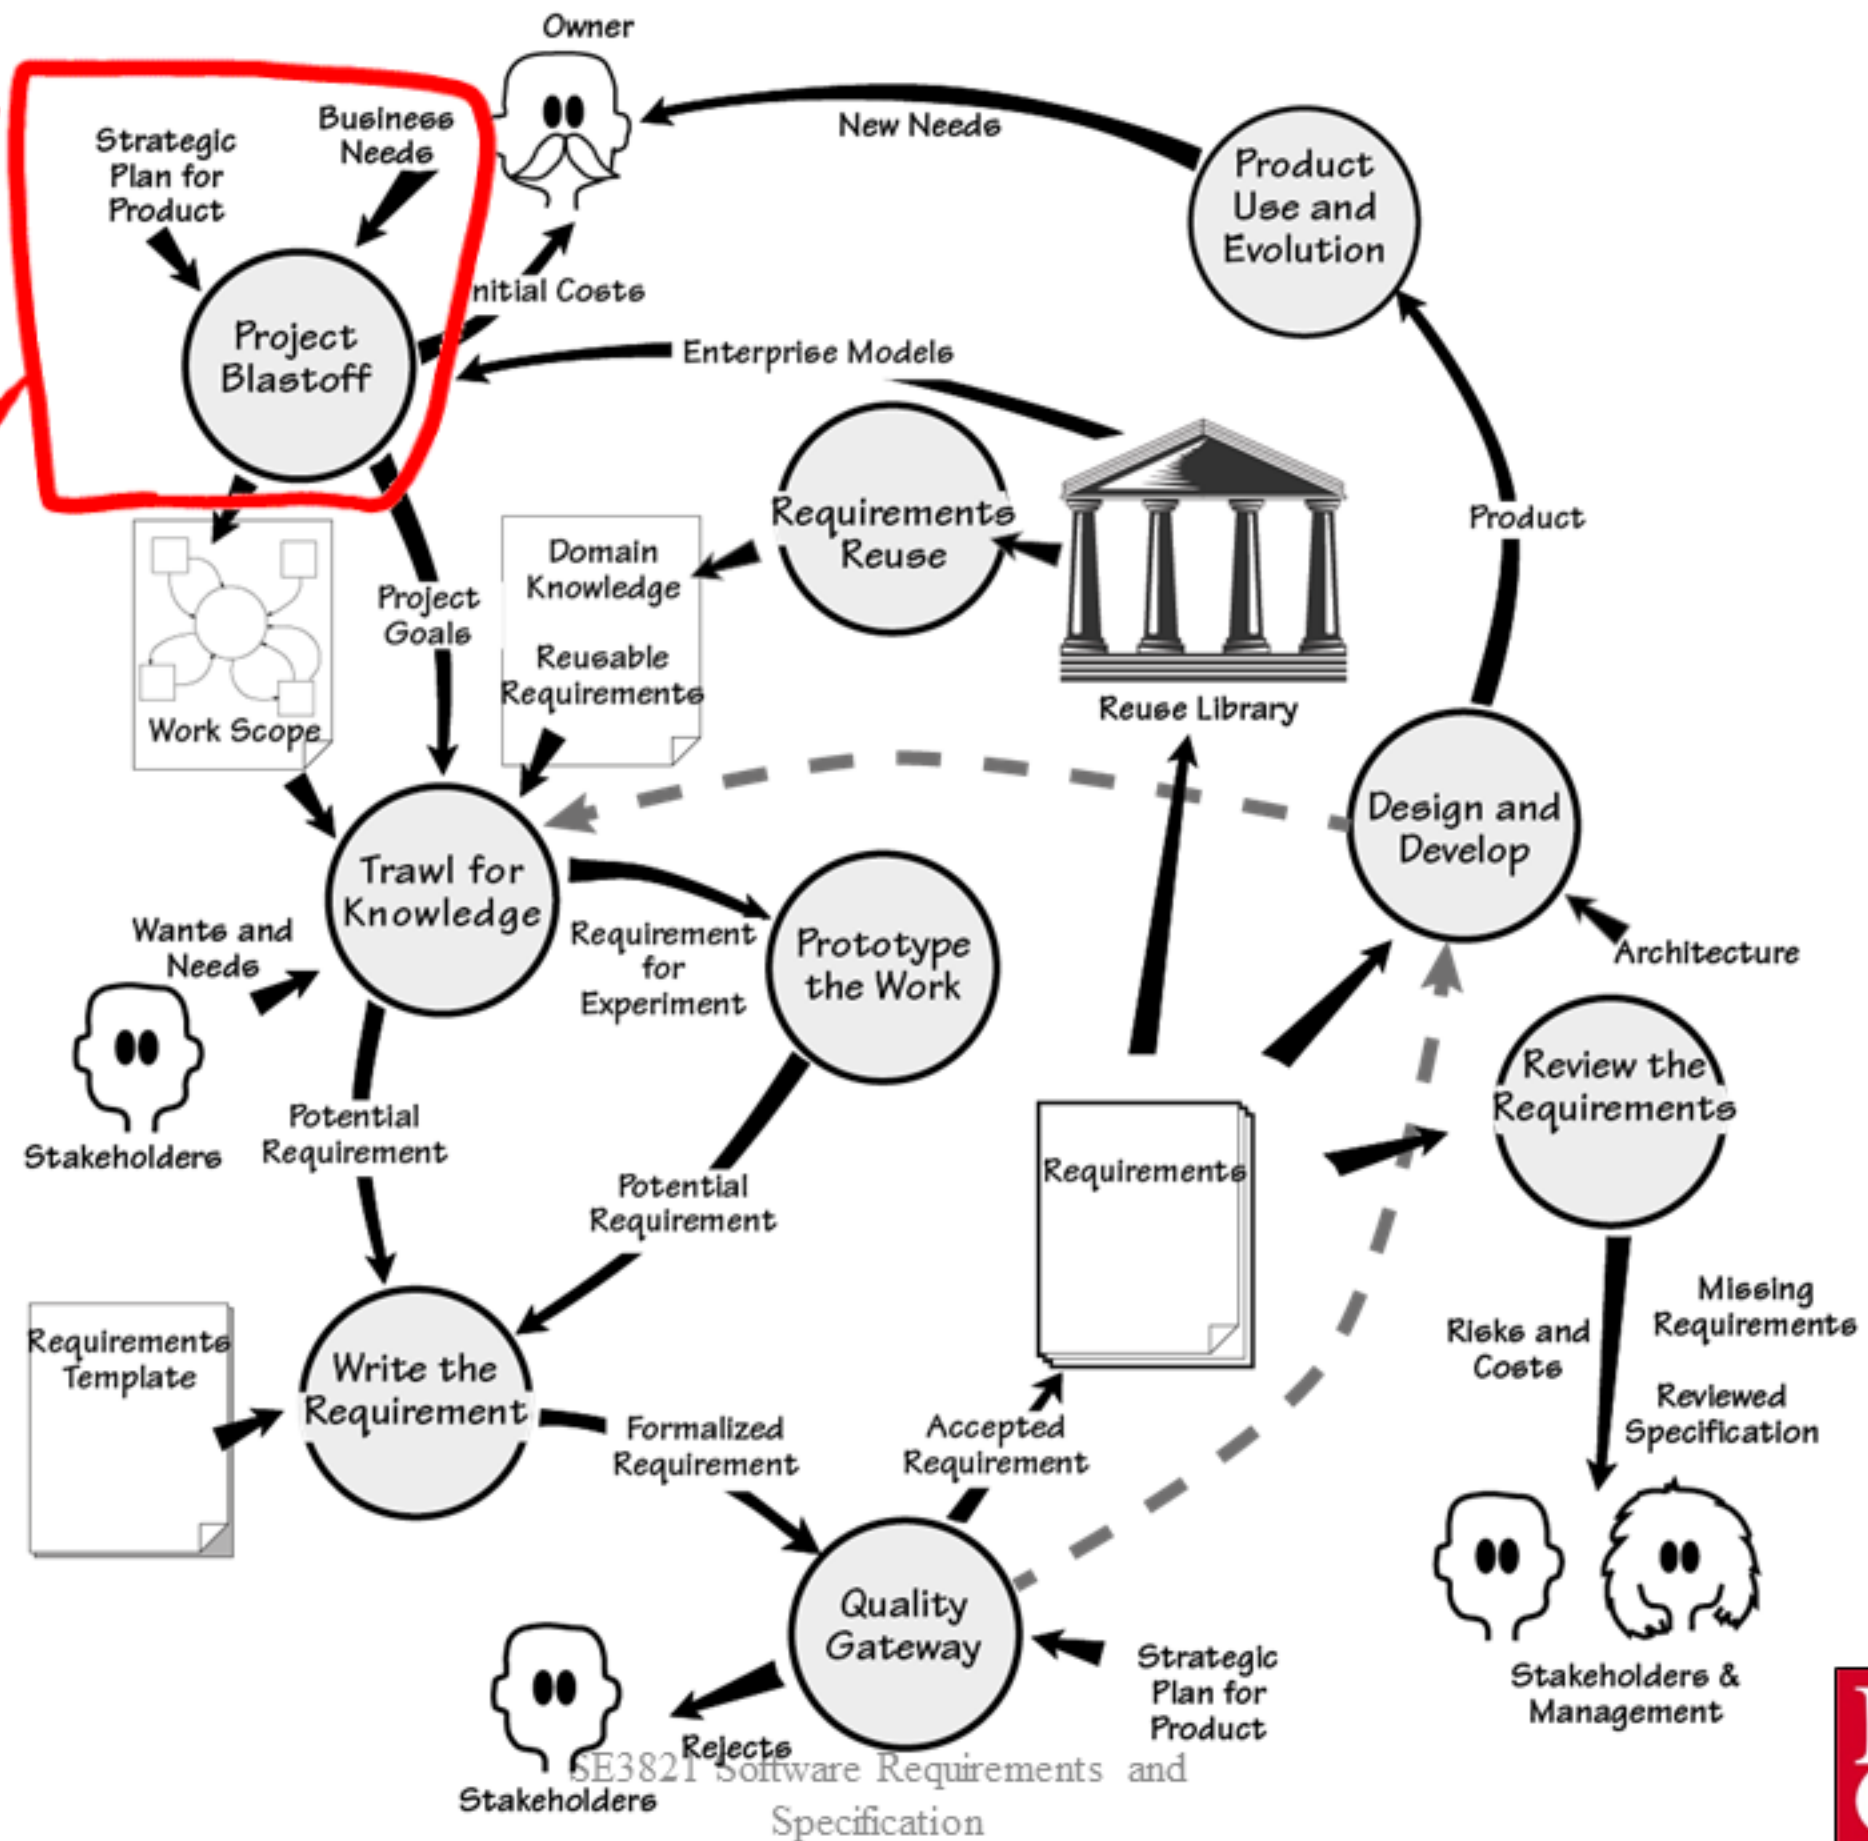 Owner
Strategic
Plan for
Product
Business
Needs
New Needs
Product
Use and
Evolution
nitial Costs
Project
Blastoff
Enterprise Models
Requirements
Reuse
Domain
Knowledge
Reusable
Requirements
Project
Goals
Work Scope
Reuse Library
Product
Design and
Develop
Architecture
Trawl for
Knowledge
Wants and
Needs
Stakeholders
Requirement
for
Experiment
Prototype
the Work
Potential
Requirement
Potential
Requirement
Requirements
Review the
Requirements
Missing
Requirements
Risks and
Costs
Reviewed
Specification
Stakeholders &
Management
Requirements
Template
Write the
Requirement
Formalized
Requirement
Accepted
Requirement
Quality
Gateway
Strategic
Plan for
Product
Rejects
Stakeholders
SE3821 Software Requirements and
Specification